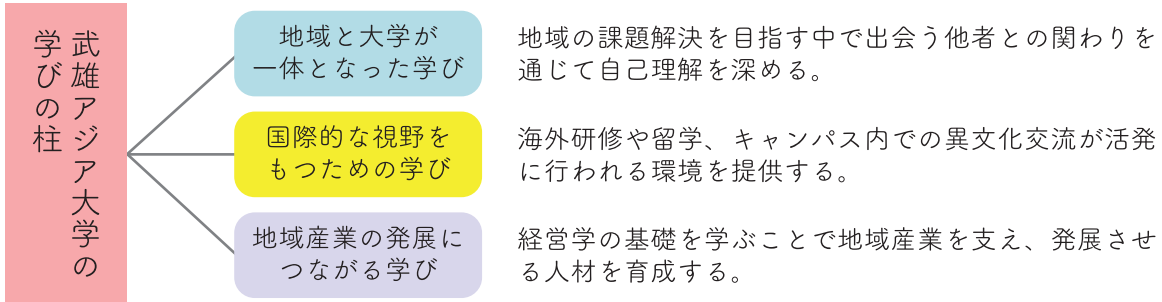 武雄アジア大学の
学びの柱
地域と大学が
一体となった学び
地域の課題解決を目指す中で出会う他者との関わりを
通じて自己理解を深める。
国際的な視野を
もつための学び
海外研修や留学、キャンパス内での異文化交流が活発
に行われる環境を提供する。
地域産業の発展に
つながる学び
経営学の基礎を学ぶことで地域産業を支え、発展させ
る人材を育成する。